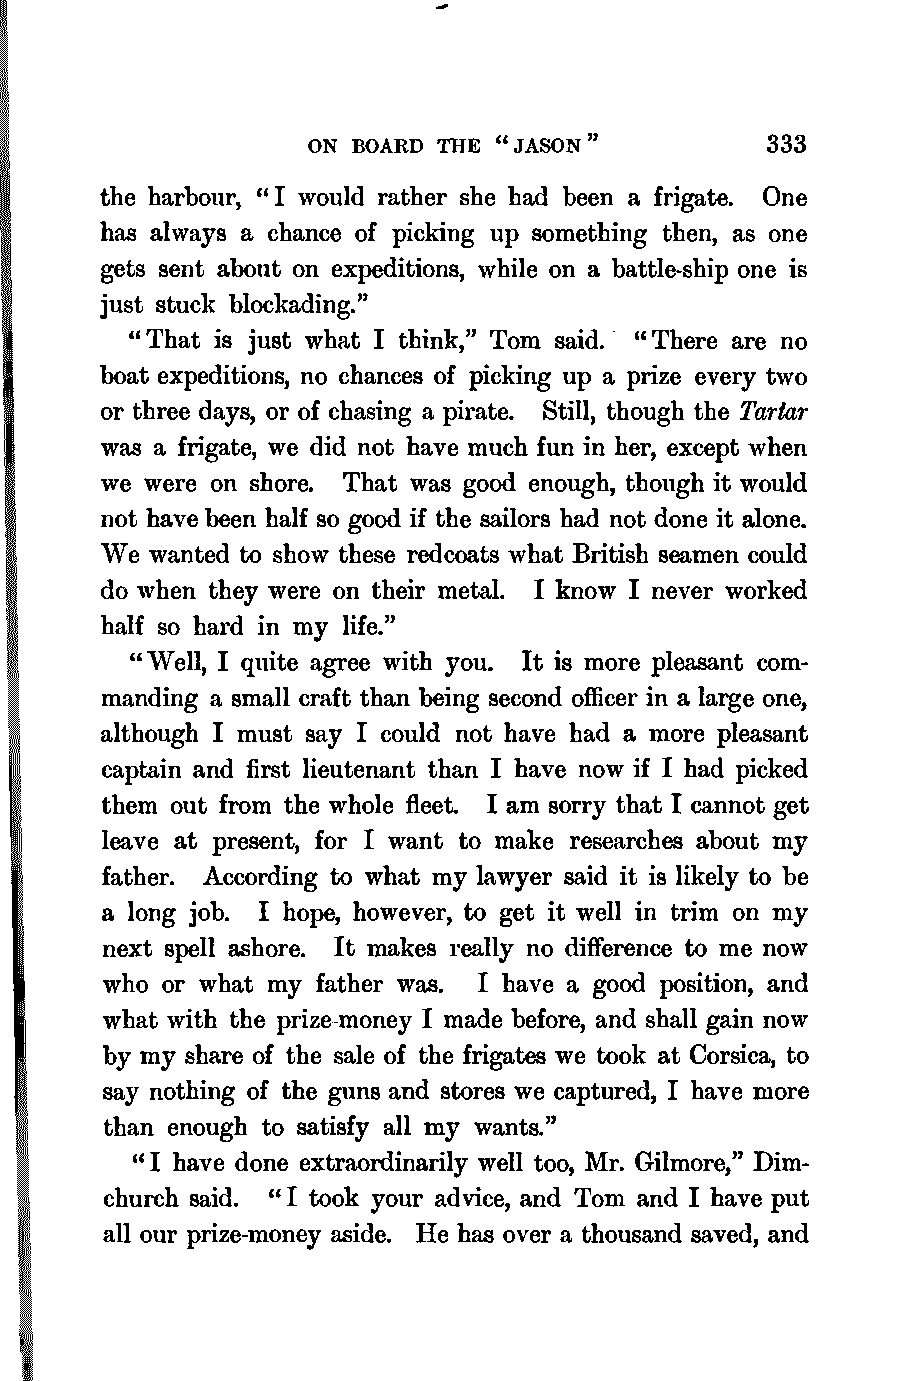 ON BOARD THE “JASON” 333
the harbour, “I would rather she had been a frigate. One
has always a chance of picking up something then, as one
gets sent about on expeditions, while on a battle-ship one is
just stuck blockading.”
“That is just what I think,” Tom said. “There are no
boat expeditions, no chances of picking up a prize every two
or three days, or of chasing a pirate. Still, though the Tartar
was a frigate, we did not have much fun in her, except when
we were on shore. That was good enough, though it would
not have been half so good if the sailors had not done it alone.
We wanted to show these redcoats what British seamen could
do when they were on their metal. I know I never worked
half so hard in my life.”
“Well, I quite agree with you. It is more pleasant com-
manding a small craft than being second officer in a large one,
although I must say I could not have had a more pleasant
captain and first lieutenant than I have now if I had picked
them out from the whole fleet. I am sorry that I cannot get
leave at present, for I want to make researches about my
father. According to what my lawyer said it is likely to be
a long job. I hope, however, to get it well in trim on my
next spell ashore. It makes really no difference to me now
who or what my father was. I have a good position, and
what with the prize-money I made before, and shall gain now
by my share of the sale of the frigates we took at Corsica, to
say nothing of the guns and stores we captured, I have more
than enough to satisfy all my wants.”
“I have done extraordinarily well too, Mr. Gilmore,” Dim-
church said. “I took your advice, and Tom and I have put
all our prize-money aside. He has over a thousand saved, and